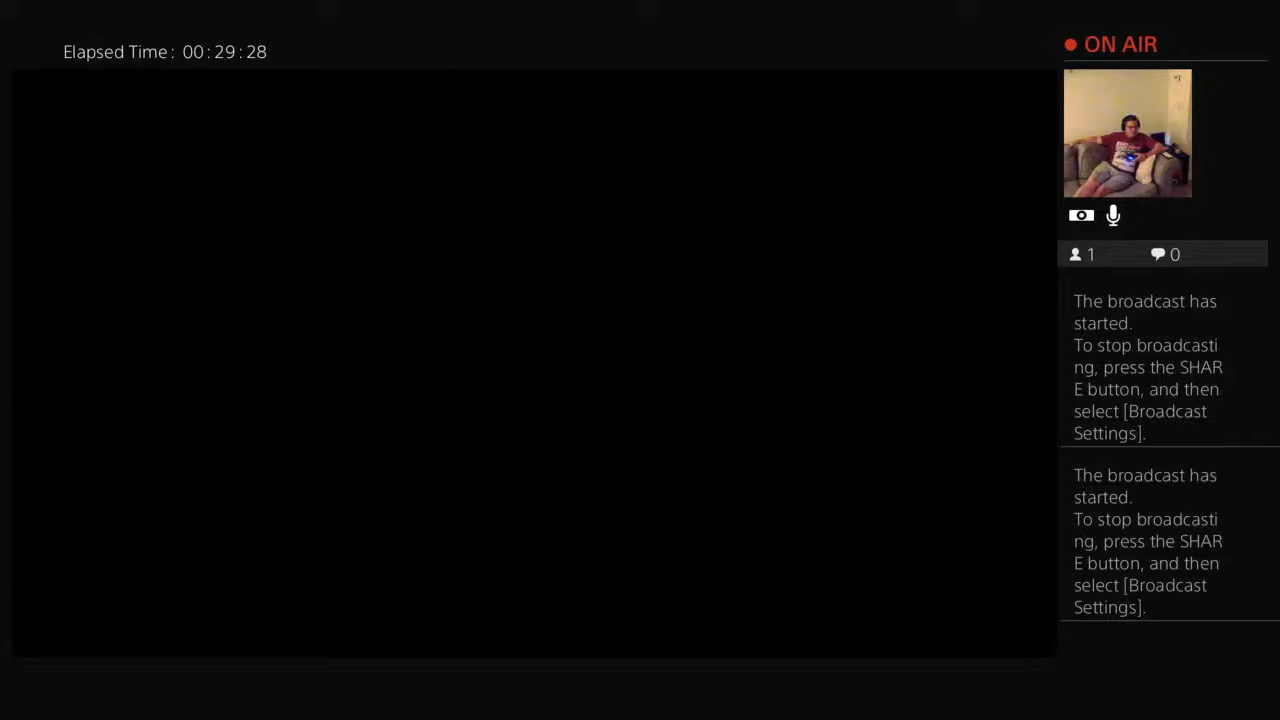 Elapsed Time: 00:29:28
ON AIR
1 0
The broadcast has
started.
To stop broadcasti
ng, press the SHAR
E button, and then
select [Broadcast
Settings].
The broadcast has
started.
To stop broadcasti
ng, press the SHAR
E button, and then
select [Broadcast
Settings].